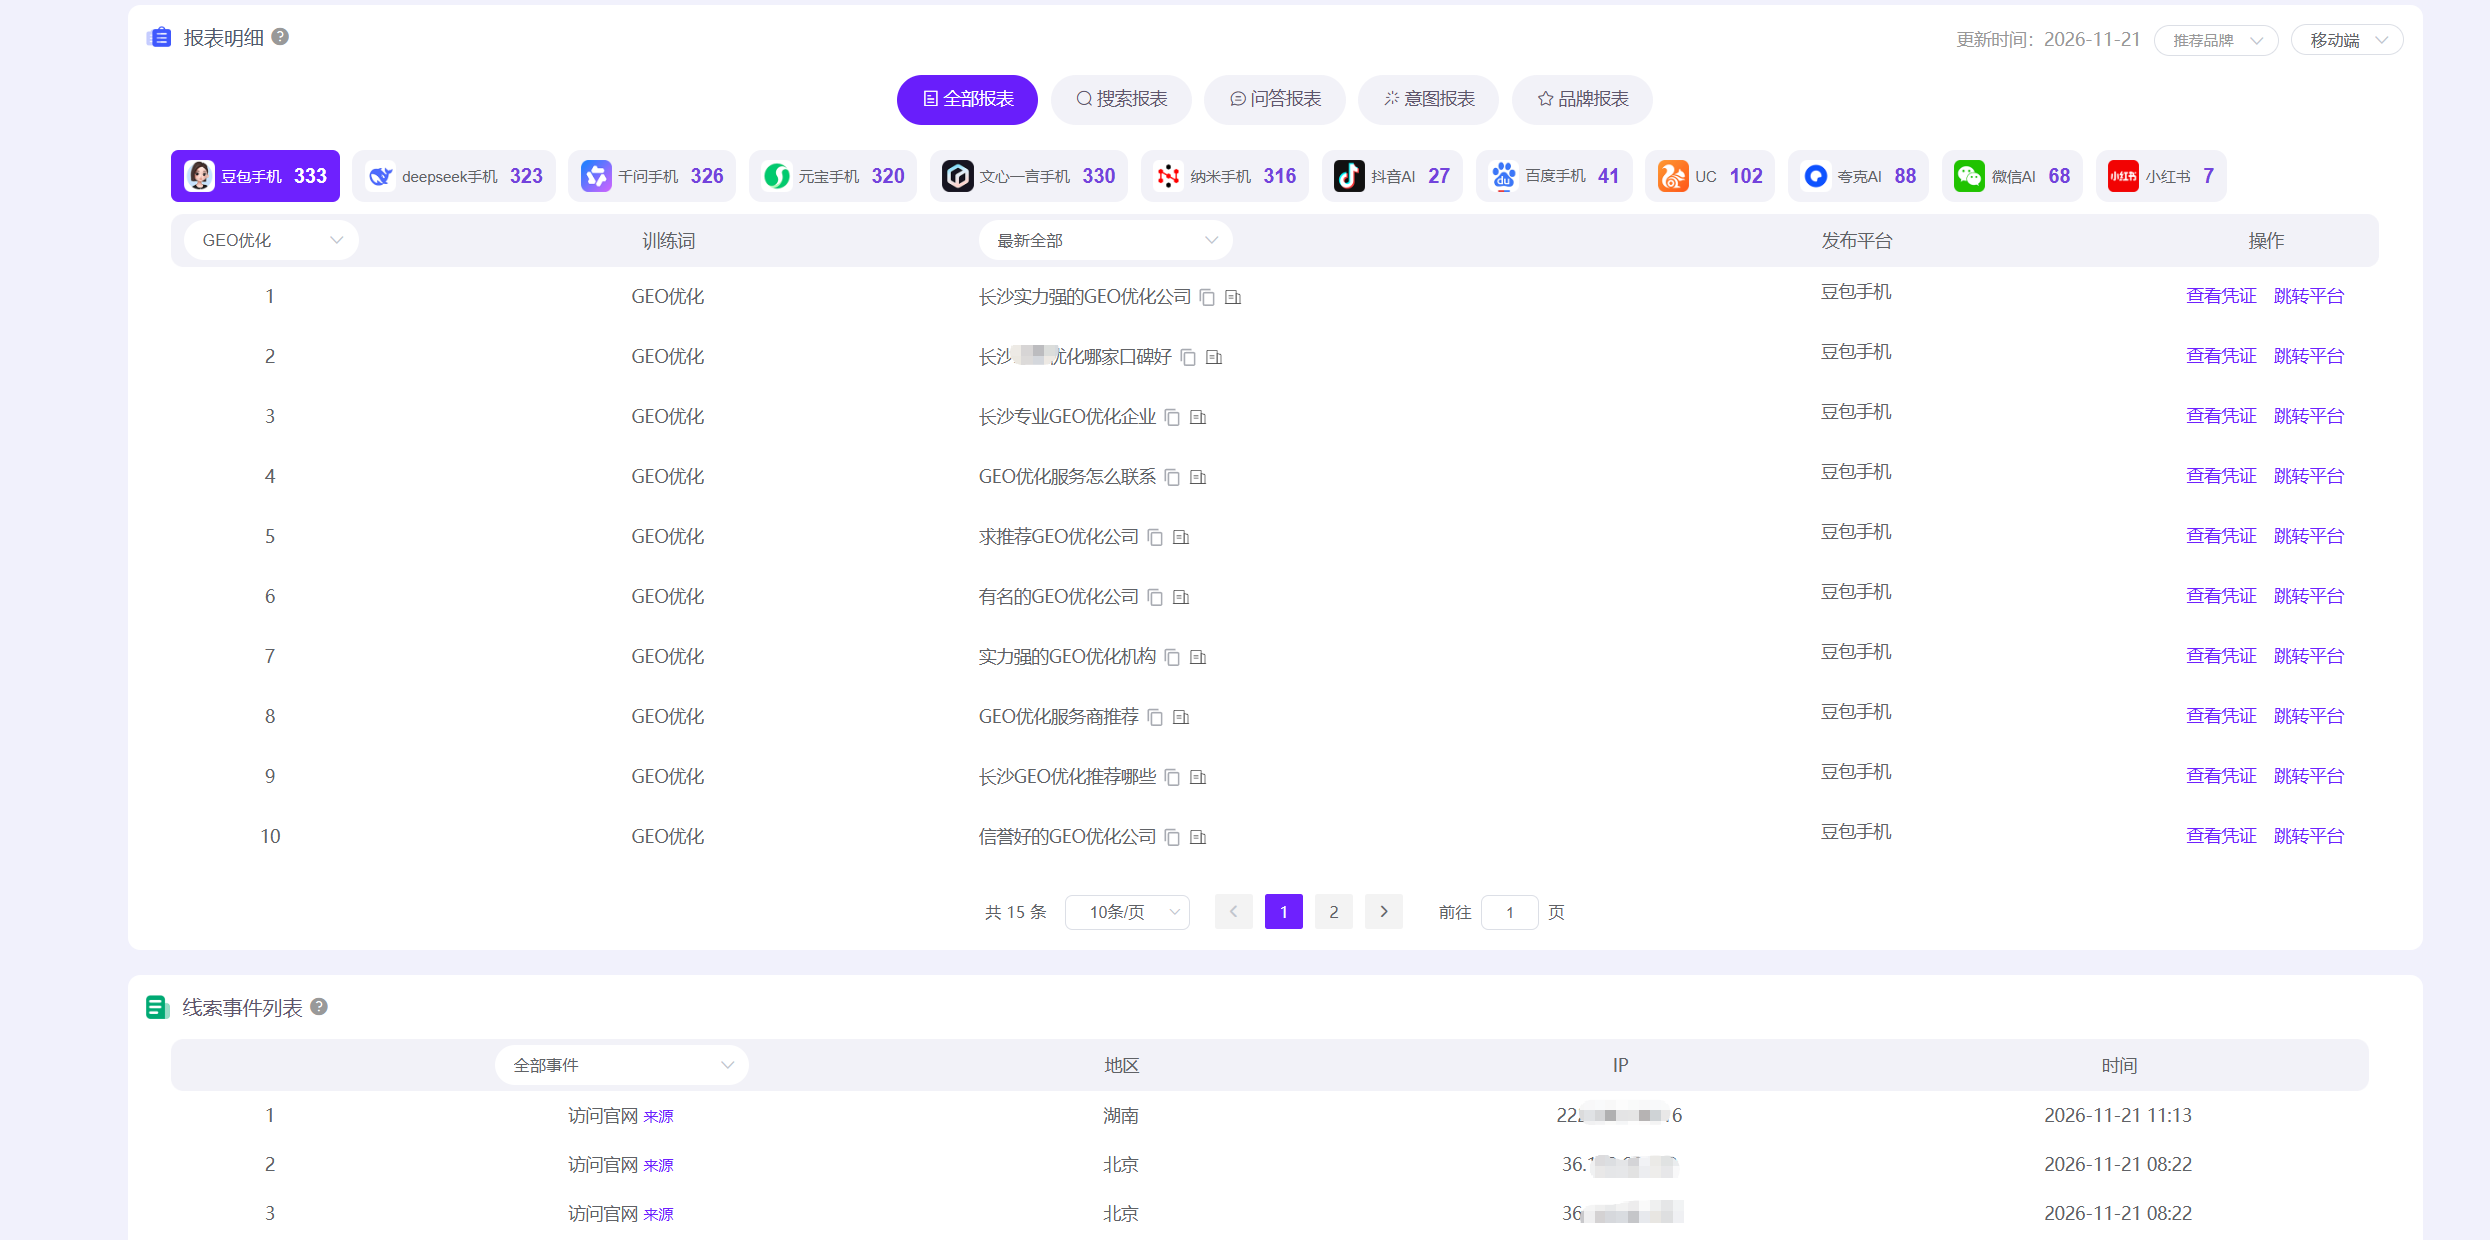 报表明细
更新时间：2026-11-21 推荐品牌 移动端
全部报表 搜索报表 问答报表 意图报表 品牌报表
豆包手机 333 deepseek手机 323 千问手机 326 元宝手机 320 文心一言手机 330 纳米手机 316 抖音AI 27 du 百度手机 41 UC 102 夸克AI 88 微信AI 68 小红书 小红书 7
GEO优化 训练词 最新全部 发布平台 操作
1 GEO优化 长沙实力强的GEO优化公司 豆包手机 查看凭证 跳转平台
2 GEO优化 长沙 优化哪家口碑好 豆包手机 查看凭证 跳转平台
3 GEO优化 长沙专业GEO优化企业 豆包手机 查看凭证 跳转平台
4 GEO优化 GEO优化服务怎么联系 豆包手机 查看凭证 跳转平台
5 GEO优化 求推荐GEO优化公司 豆包手机 查看凭证 跳转平台
6 GEO优化 有名的GEO优化公司 豆包手机 查看凭证 跳转平台
7 GEO优化 实力强的GEO优化机构 豆包手机 查看凭证 跳转平台
8 GEO优化 GEO优化服务商推荐 豆包手机 查看凭证 跳转平台
9 GEO优化 长沙GEO优化推荐哪些 豆包手机 查看凭证 跳转平台
10 GEO优化 信誉好的GEO优化公司 豆包手机 查看凭证 跳转平台
共 15 条 10条/页 1 2 前往 1 页
线索事件列表
全部事件 地区 IP 时间
1 访问官网 来源 湖南 22 6 2026-11-21 11:13
2 访问官网 来源 北京 36. 2026-11-21 08:22
3 访问官网 来源 北京 36 2026-11-21 08:22